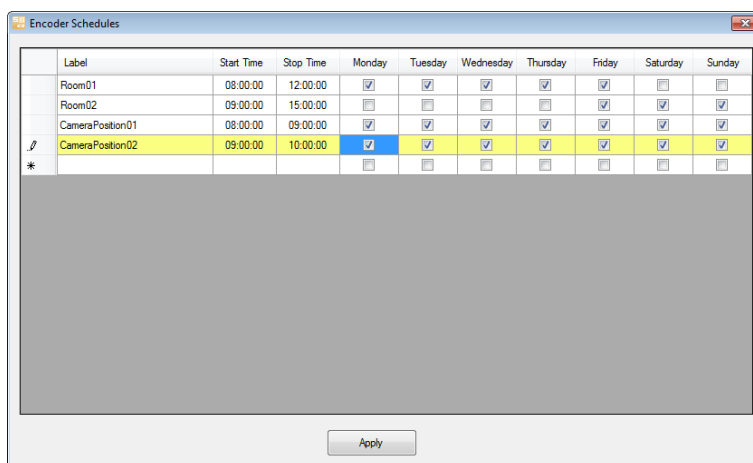 Encoder Schedules
Label Start Time Stop Time Monday Tuesday Wednesday Thursday Friday Saturday Sunday
Room01 08:00:00 12:00:00
Room02 09:00:00 15:00:00
CameraPosition01 08:00:00 09:00:00
CameraPosition02 09:00:00 10:00:00
Apply